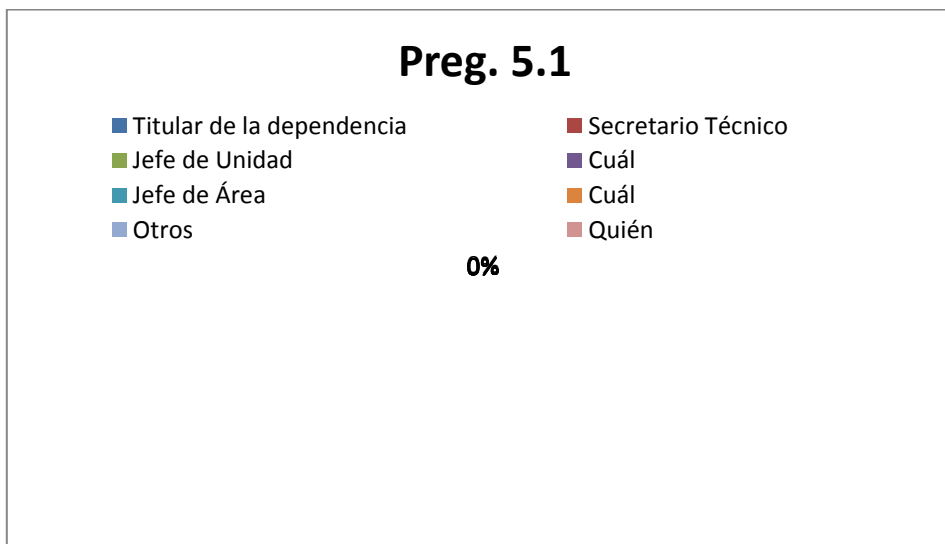 Preg. 5.1
Titular de la dependencia
Secretario Técnico
Jefe de Unidad
Cuál
Jefe de Área
Cuál
Otros
Quién
0%